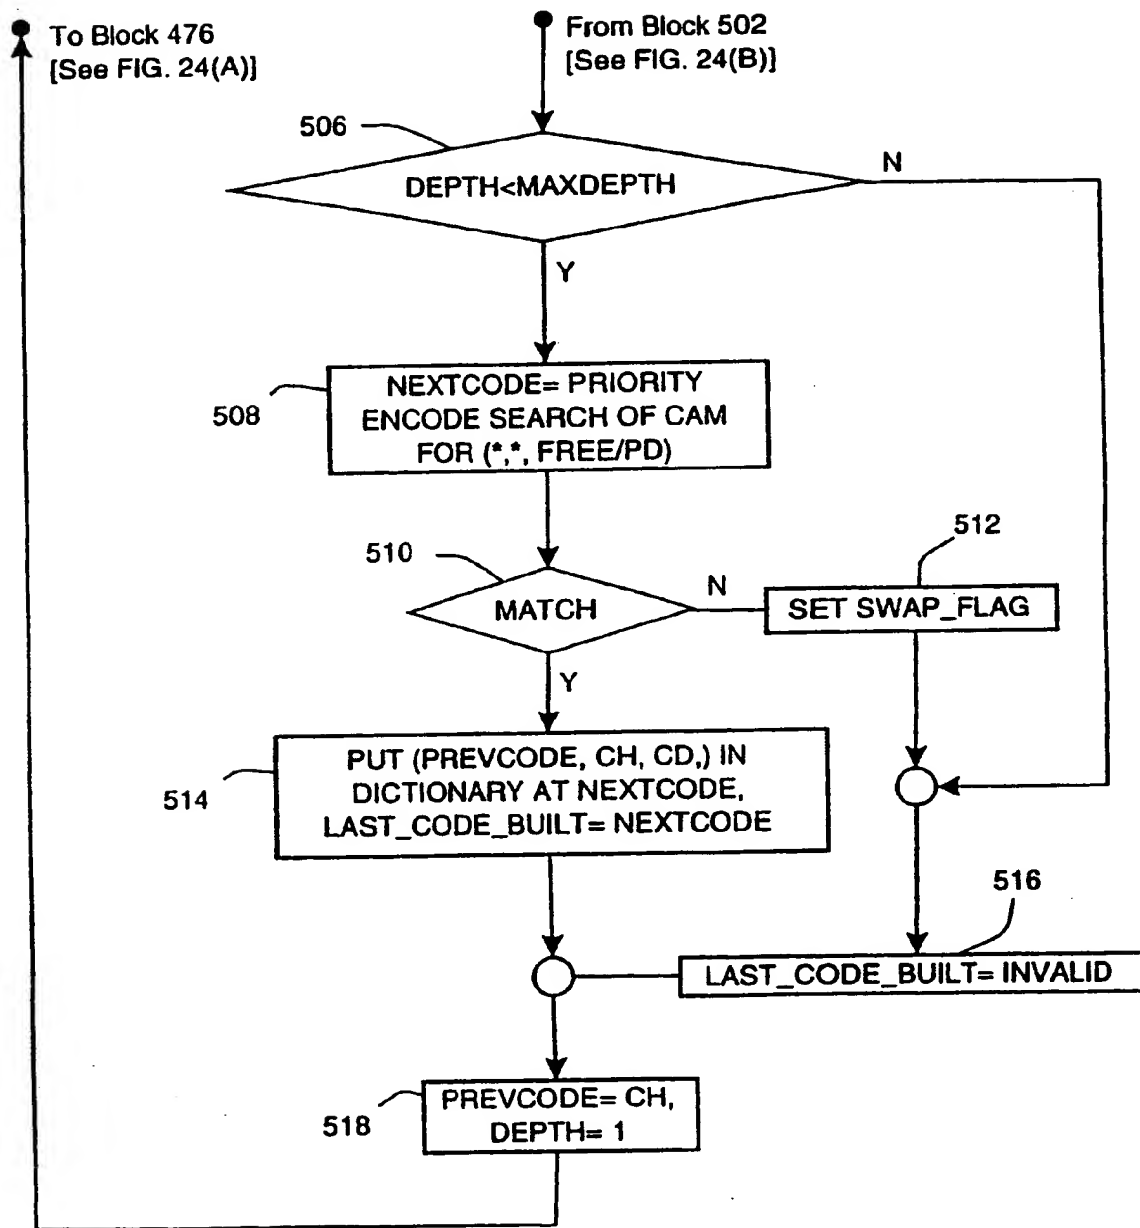 To Block 476
[See FIG. 24(A)]
From Block 502
[See FIG. 24(B)]
506
DEPTH<MAXDEPTH
N
Y
508
NEXTCODE= PRIORITY
ENCODE SEARCH OF CAM
FOR (*,*, FREE/PD)
510
MATCH
N
512
SET SWAP_FLAG
Y
514
PUT (PREVCODE, CH, CD,) IN
DICTIONARY AT NEXTCODE,
LAST_CODE_BUILT= NEXTCODE
516
LAST_CODE_BUILT= INVALID
518
PREVCODE= CH,
DEPTH= 1